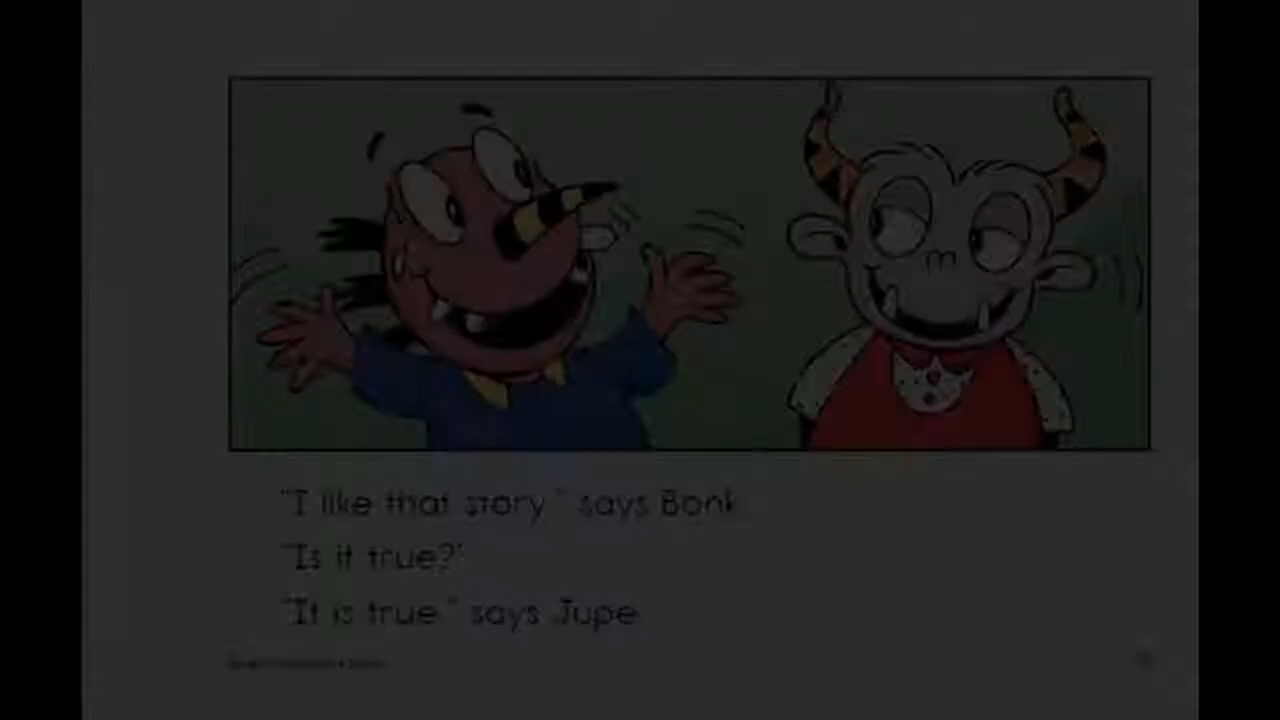 "I like that story," says Bonk.
"Is it true?"
"It is true," says Jupe.